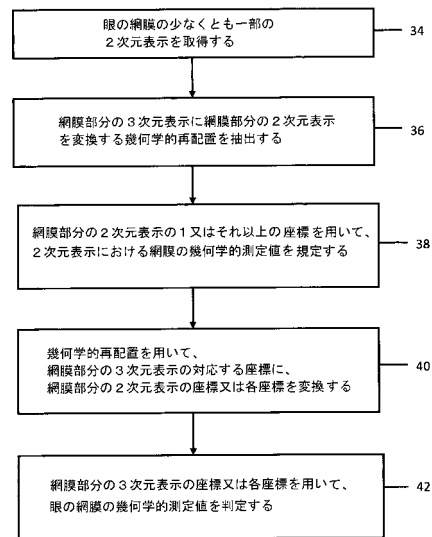 眼の網膜の少なくとも一部の
2次元表示を取得する
34
網膜部分の3次元表示に網膜部分の2次元表示
を変換する幾何学的再配置を抽出する
36
網膜部分の2次元表示の1又はそれ以上の座標を用いて、
2次元表示における網膜の幾何学的測定値を規定する
38
幾何学的再配置を用いて、
網膜部分の3次元表示の対応する座標に、
網膜部分の2次元表示の座標又は各座標を変換する
40
網膜部分の3次元表示の座標又は各座標を用いて、
眼の網膜の幾何学的測定値を判定する
42